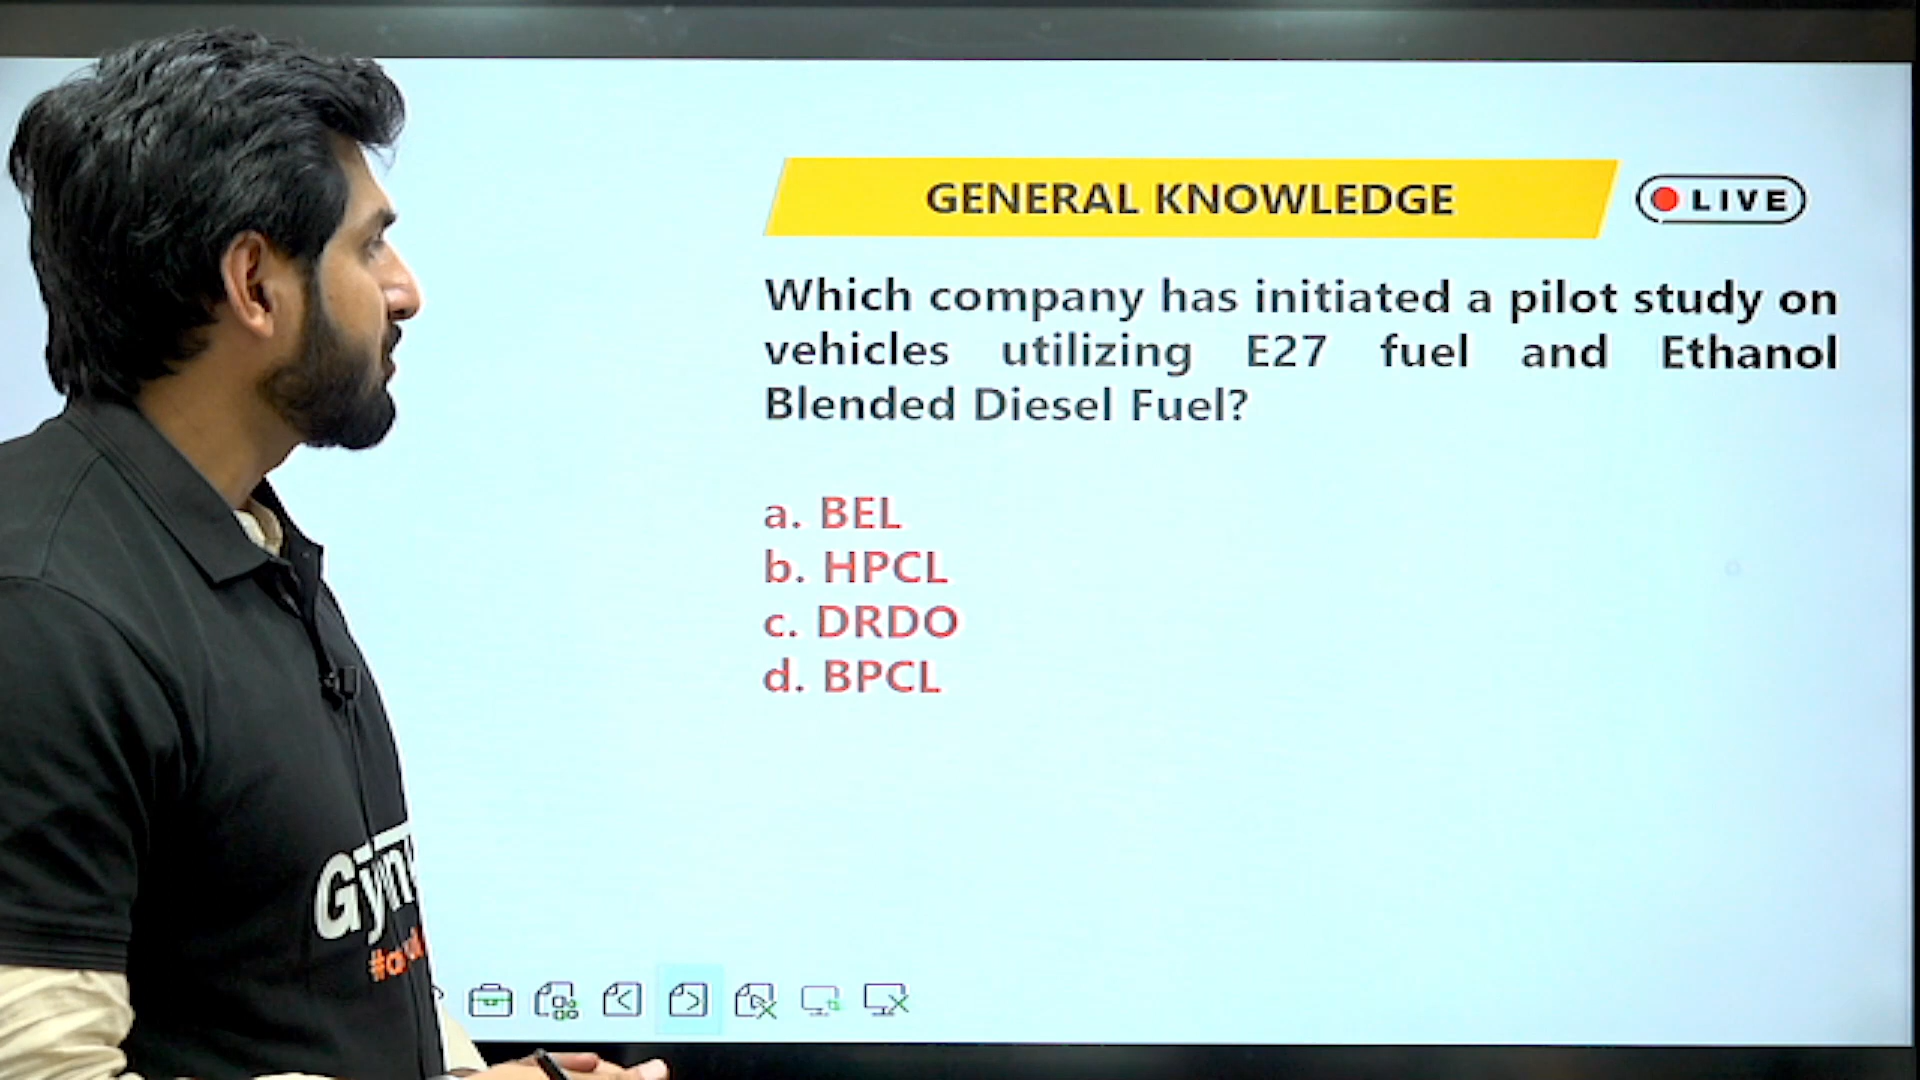 GENERAL KNOWLEDGE
LIVE
Which company has initiated a pilot study on
vehicles utilizing E27 fuel and Ethanol
Blended Diesel Fuel?
a. BEL
b. HPCL
c. DRDO
d. BPCL